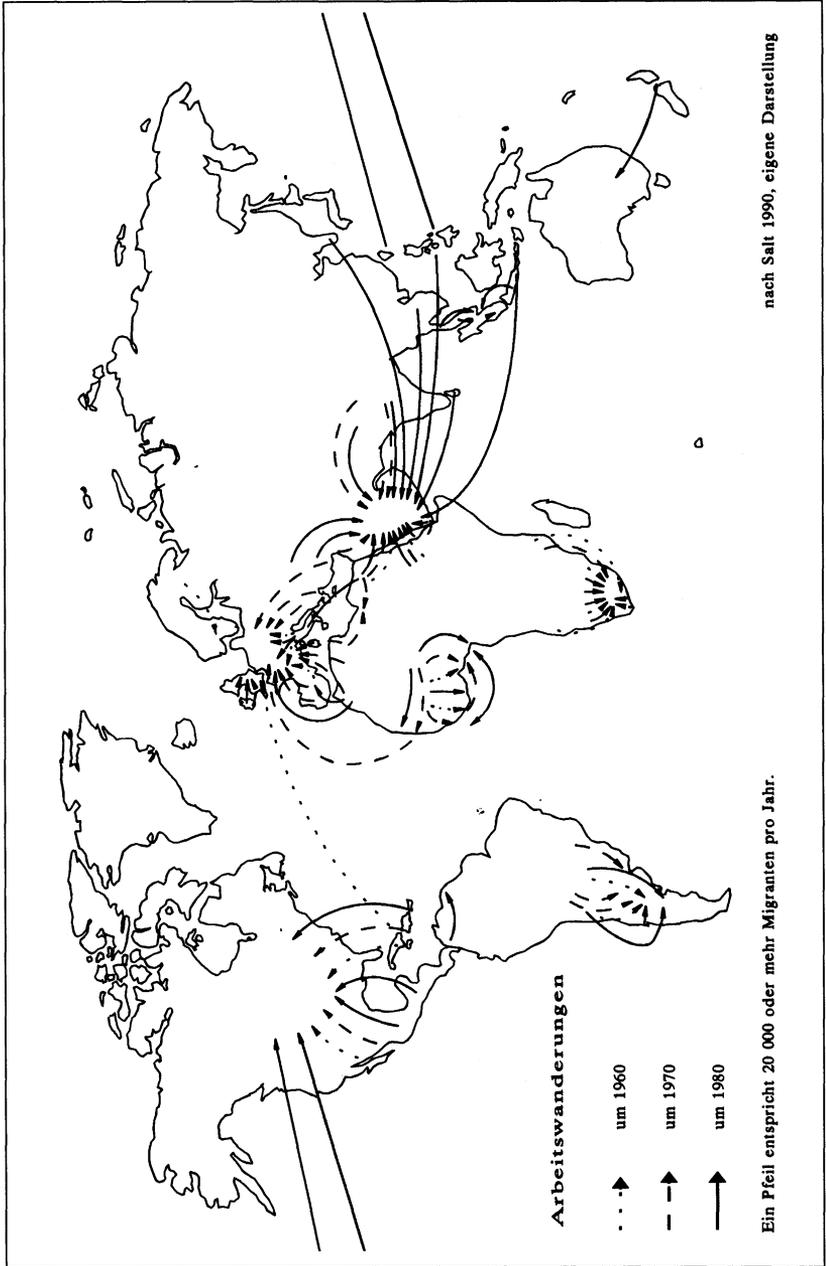 Arbeitswanderungen
um 1960
um 1970
um 1980
Ein Pfeil entspricht 20 000 oder mehr Migranten pro Jahr.
nach Salt 1990, eigene Darstellung